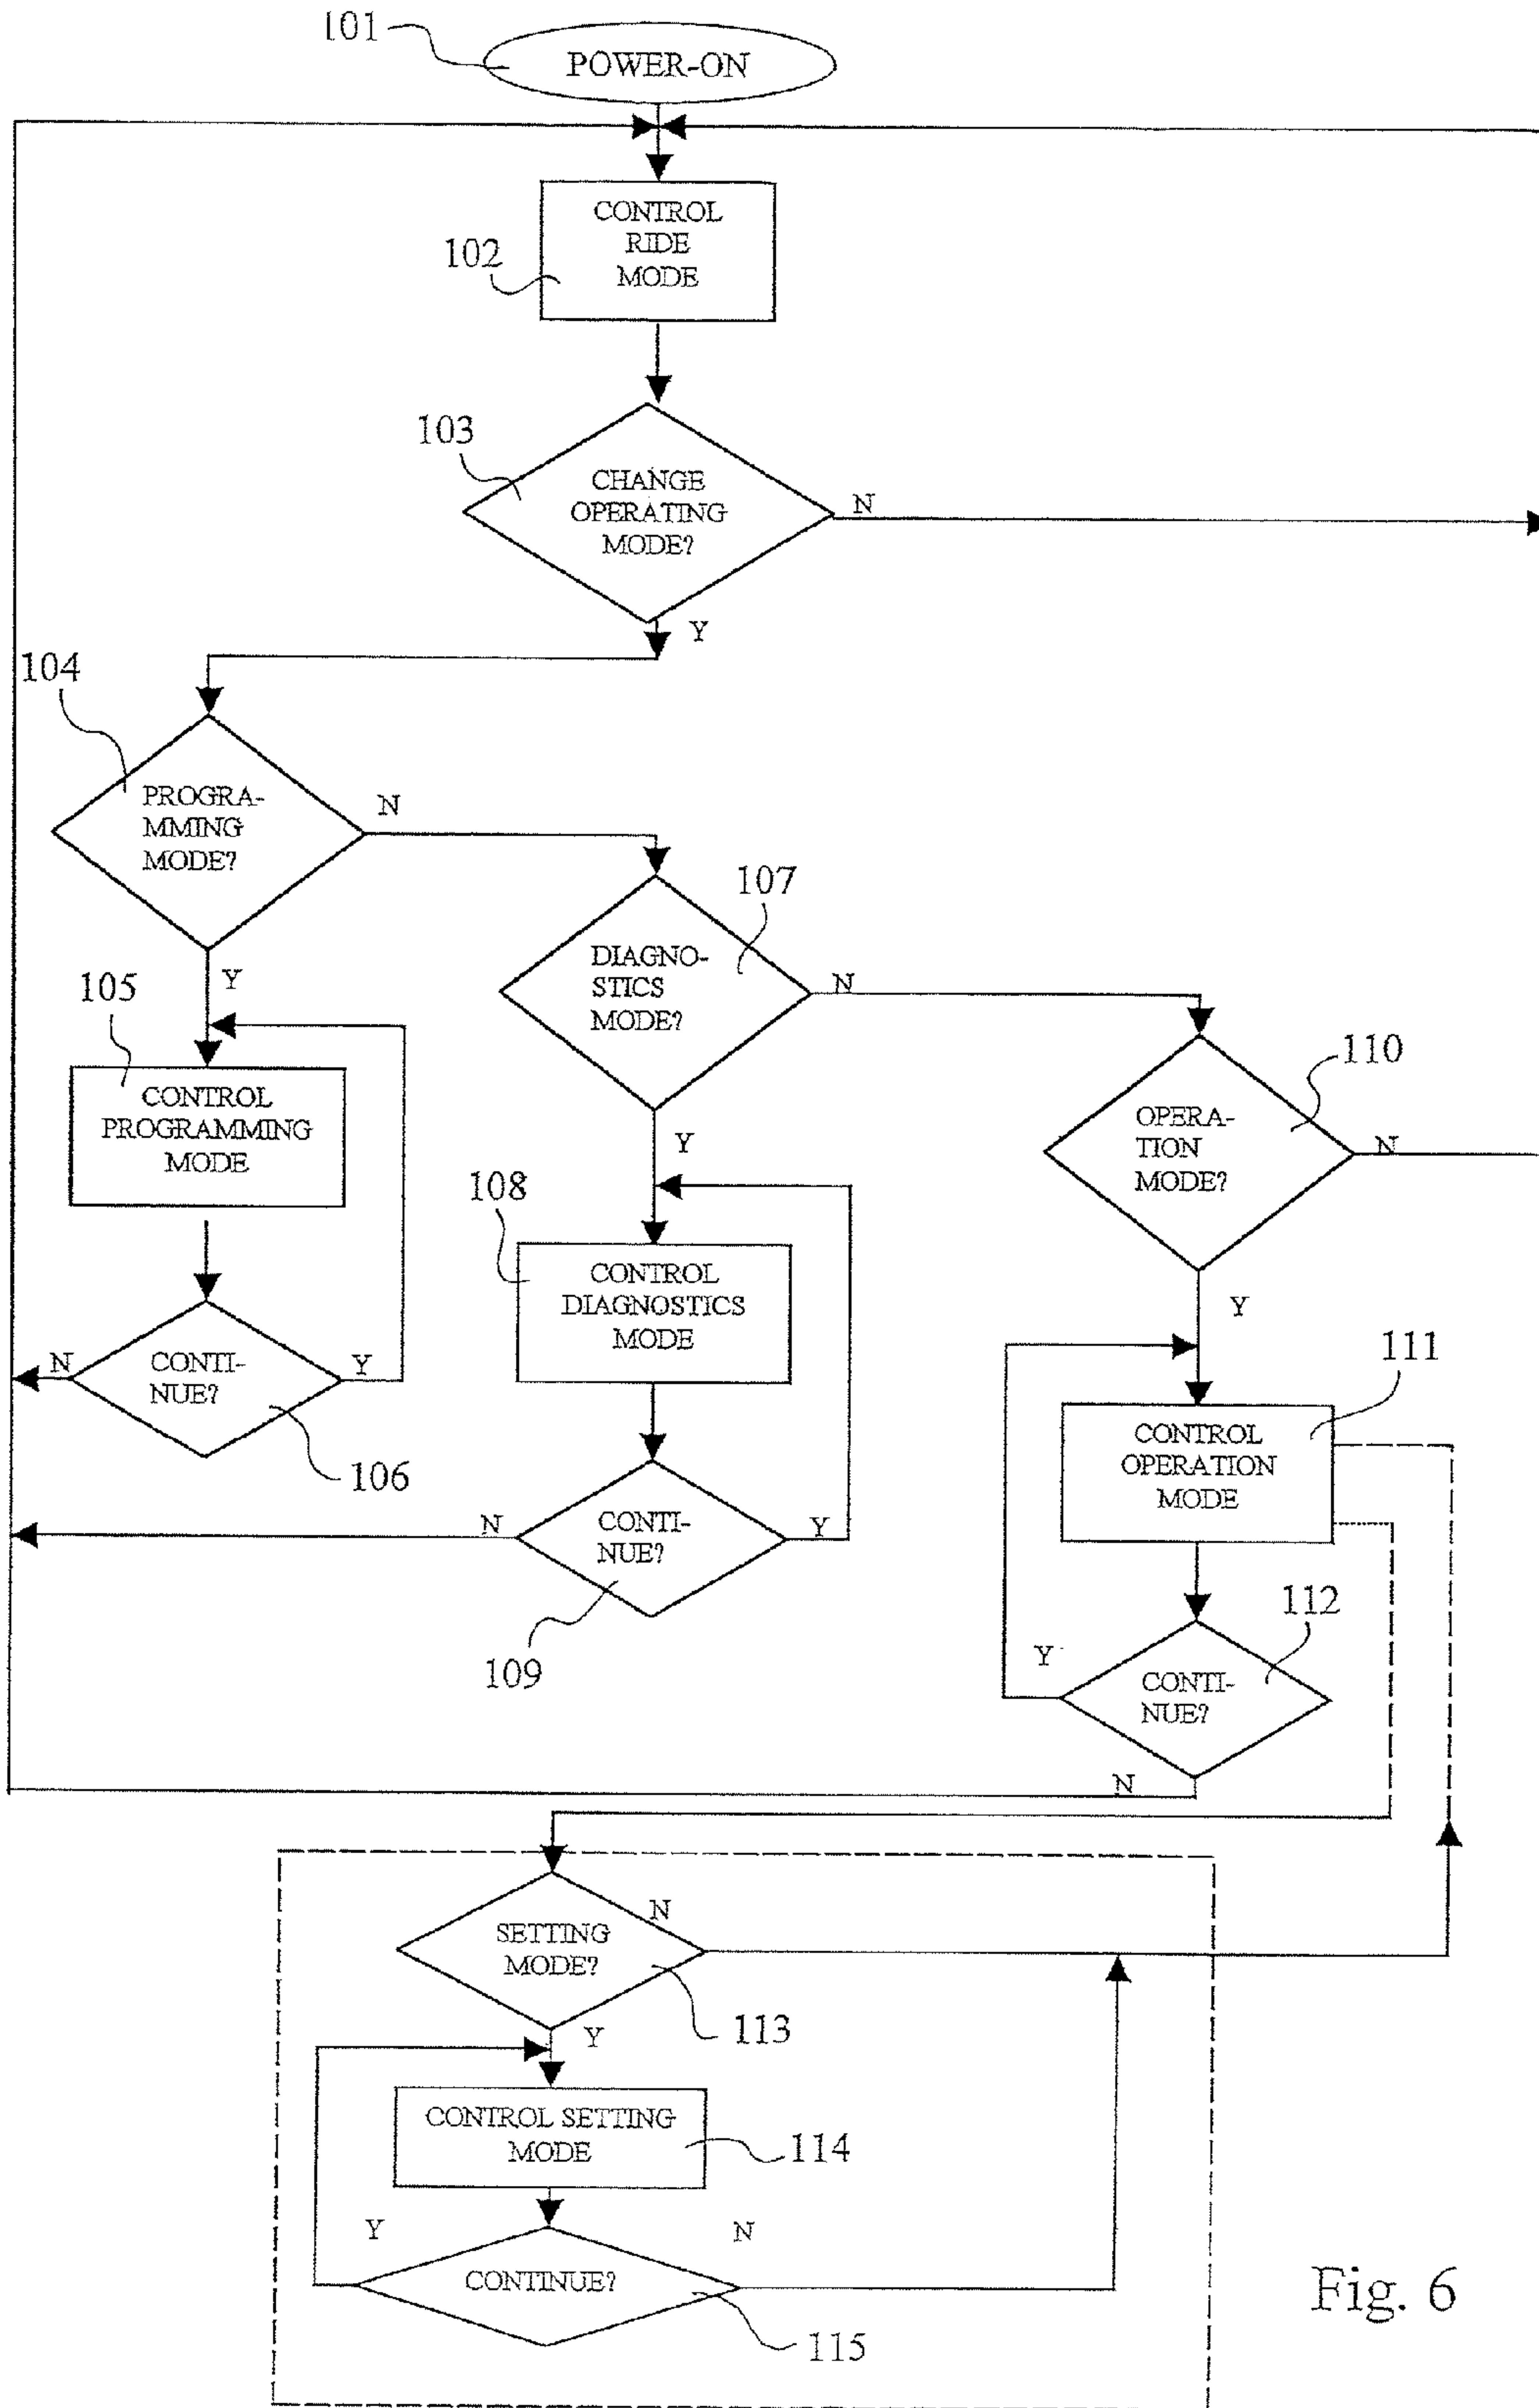 101
POWER-ON
CONTROL
RIDE
MODE
102
103
CHANGE
OPERATING
MODE?
N
Y
104
PROGRA-
MMING
MODE?
N
107
DIAGNO-
STICS
MODE?
N
Y
105
CONTROL
PROGRAMMING
MODE
110
OPERA-
TION
MODE?
N
Y
108
CONTROL
DIAGNOSTICS
MODE
Y
N
CONTI-
NUE?
Y
106
111
CONTROL
OPERATION
MODE
N
CONTI-
NUE?
Y
109
112
Y
CONTI-
NUE?
N
SETTING
MODE?
N
113
Y
CONTROL SETTING
MODE
114
Y
N
CONTINUE?
115
Fig. 6